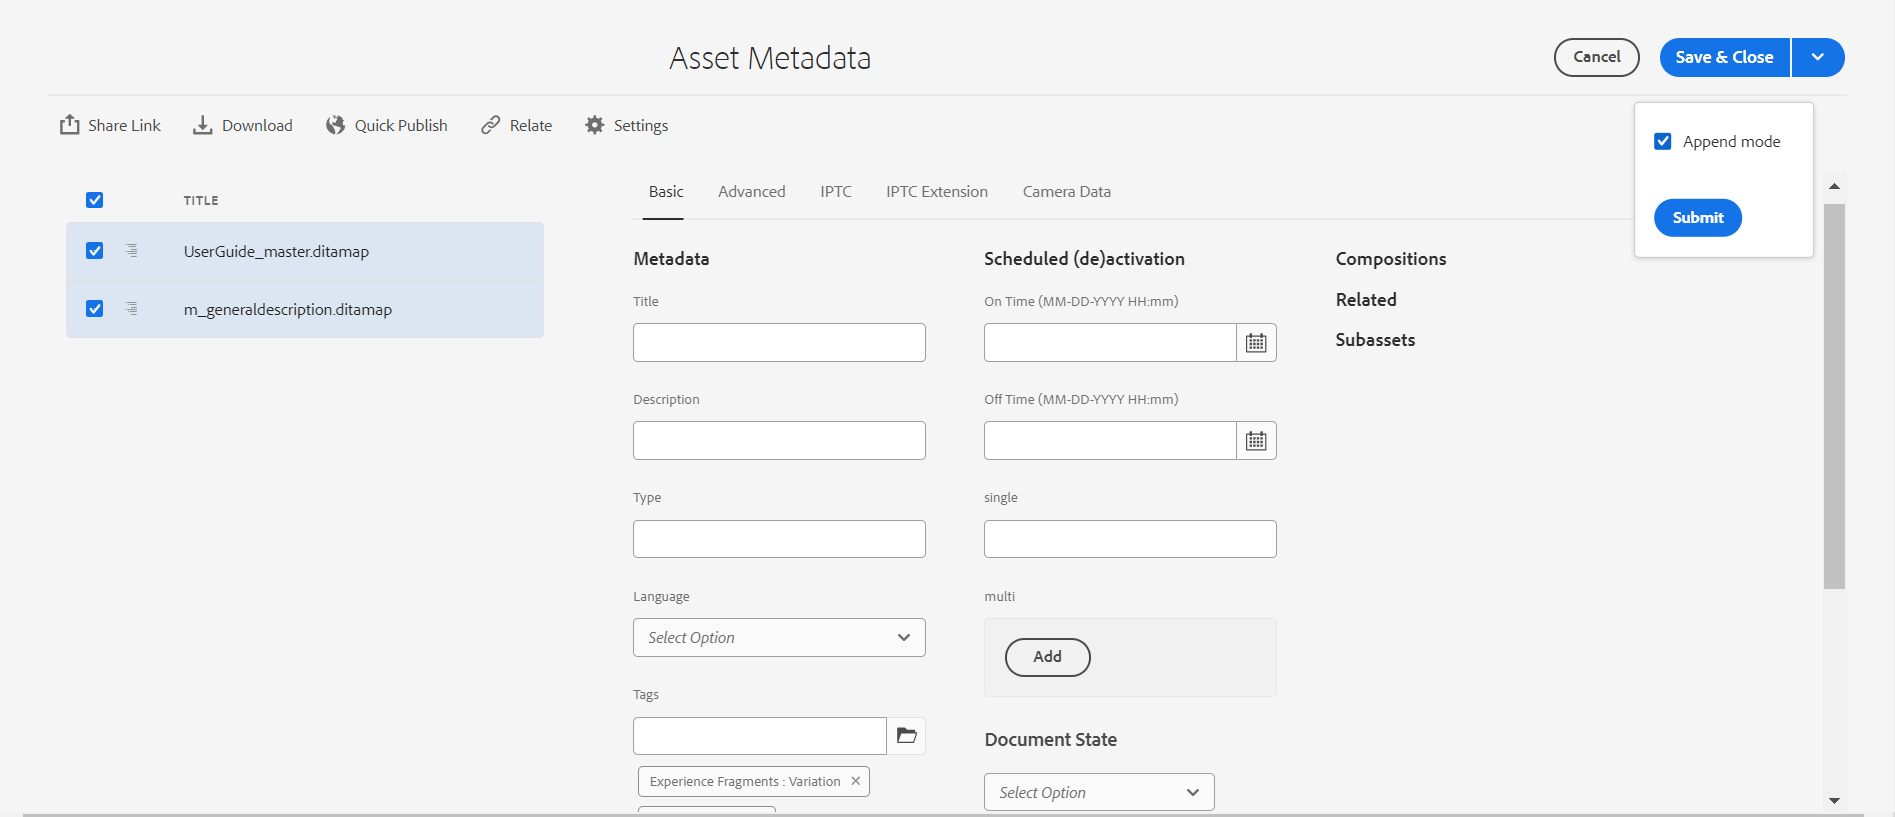 Asset Metadata
Cancel
Save & Close
Share Link
Download
Quick Publish
Relate
Settings
Append mode
Submit
TITLE
UserGuide_master.ditamap
m_generaldescription.ditamap
Basic
Advanced
IPTC
IPTC Extension
Camera Data
Metadata
Title
Description
Type
Language
Select Option
Tags
Experience Fragments : Variation
Scheduled (de)activation
On Time (MM-DD-YYYY HH:mm)
Off Time (MM-DD-YYYY HH:mm)
single
multi
Add
Document State
Select Option
Compositions
Related
Subassets